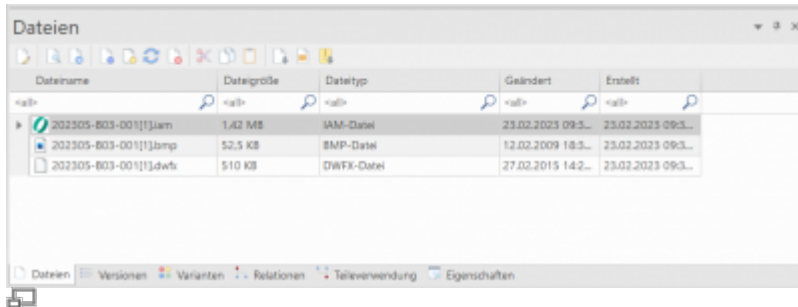 Dateien
Dateiname Dateigröße Dateityp Geändert Erstellt
<all> <all> <all> <all> <all>
202305-B03-001[1].iam 1,42 MB IAM-Datei 23.02.2023 09:3... 23.02.2023 09:3...
202305-B03-001[1].bmp 52,5 KB BMP-Datei 12.02.2009 18:3... 23.02.2023 09:3...
202305-B03-001[1].dwfx 510 KB DWFX-Datei 27.02.2015 14:2... 23.02.2023 09:3...
Dateien Versionen Varianten Relationen Teileverwendung Eigenschaften